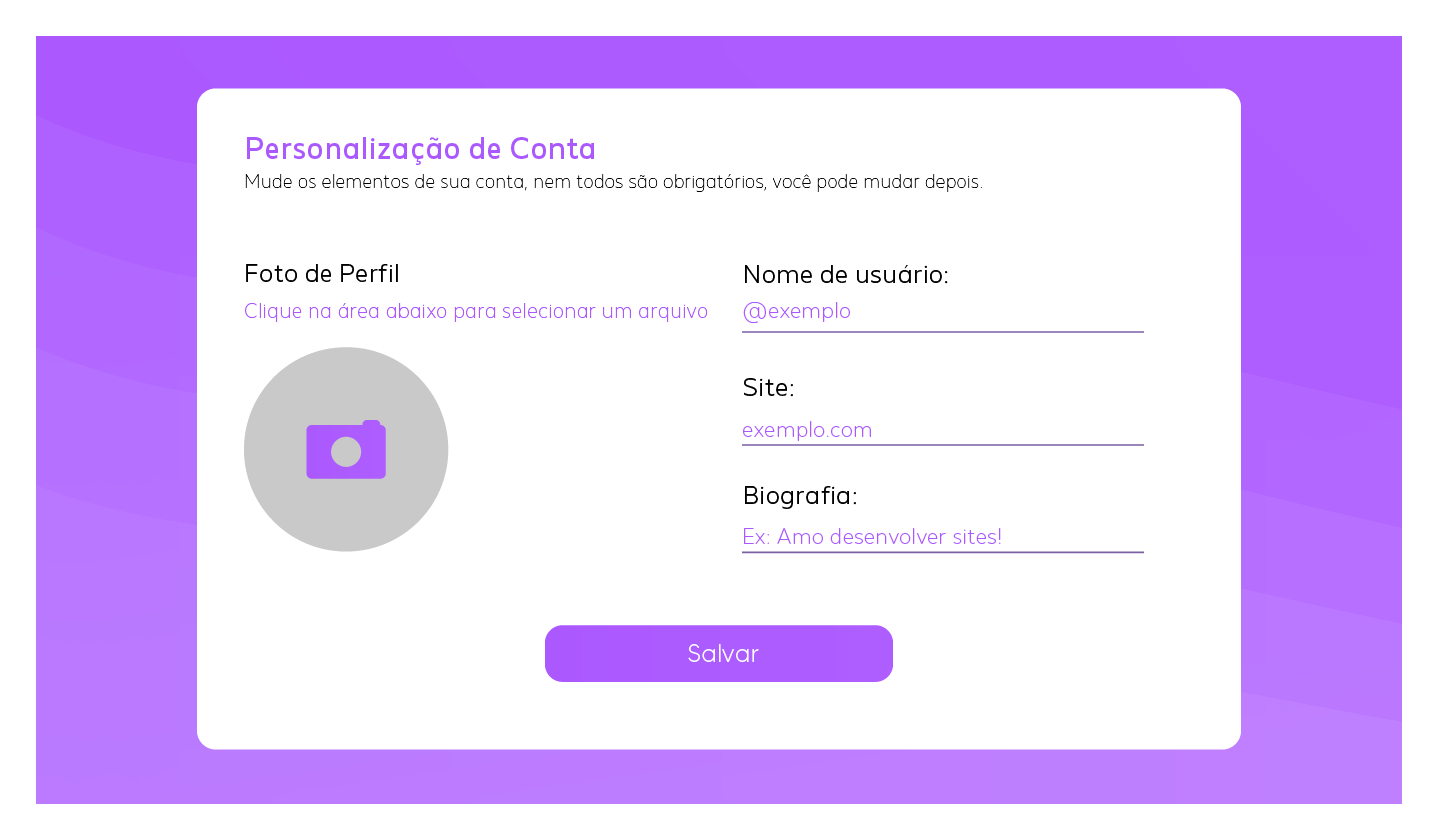 Personalização de Conta
Mude os elementos de sua conta, nem todos são obrigatórios, você pode mudar depois.
Foto de Perfil
Clique na área abaixo para selecionar um arquivo
Nome de usuário:
@exemplo
Site:
exemplo.com
Biografia:
Ex: Amo desenvolver sites!
Salvar